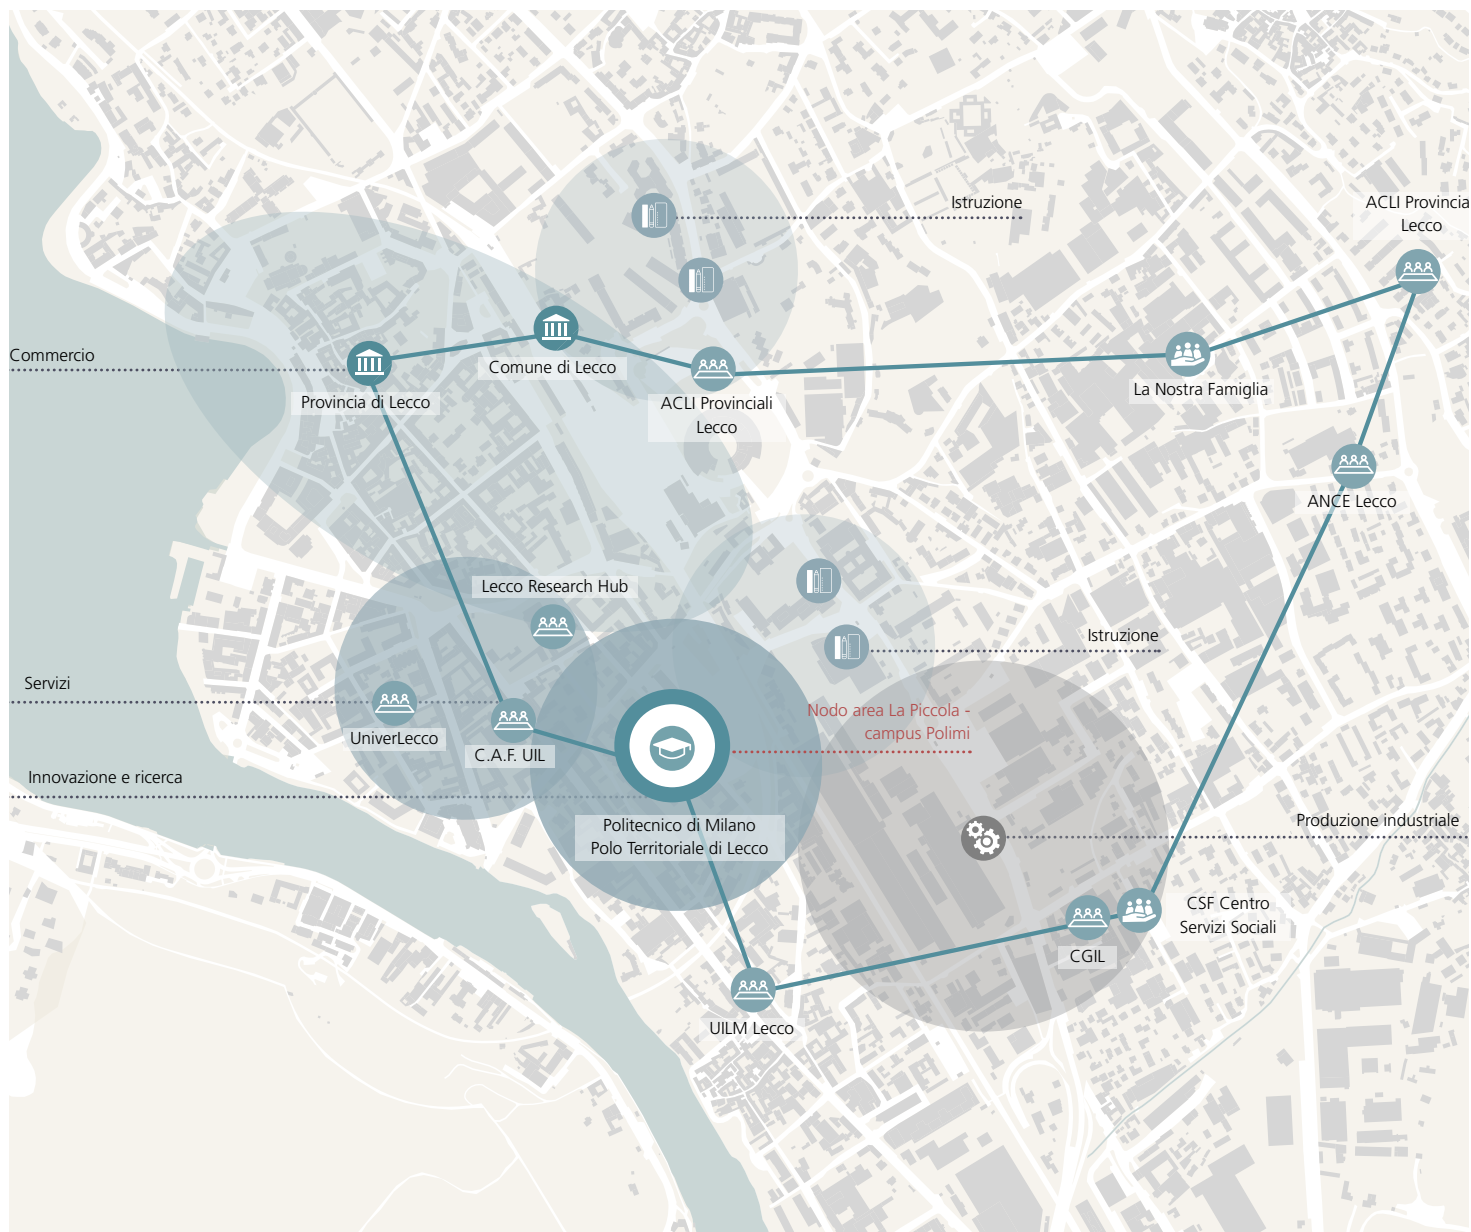 Istruzione
ACLI Provincia
Lecco
Commercio
Comune di Lecco
Provincia di Lecco
ACLI Provinciali
Lecco
La Nostra Famiglia
ANCE Lecco
Lecco Research Hub
Istruzione
Servizi
Nodo area La Piccola -
campus Polimi
UniverLecco
C.A.F. UIL
Innovazione e ricerca
Politecnico di Milano
Polo Territoriale di Lecco
Produzione industriale
CSF Centro
Servizi Sociali
CGIL
UILM Lecco